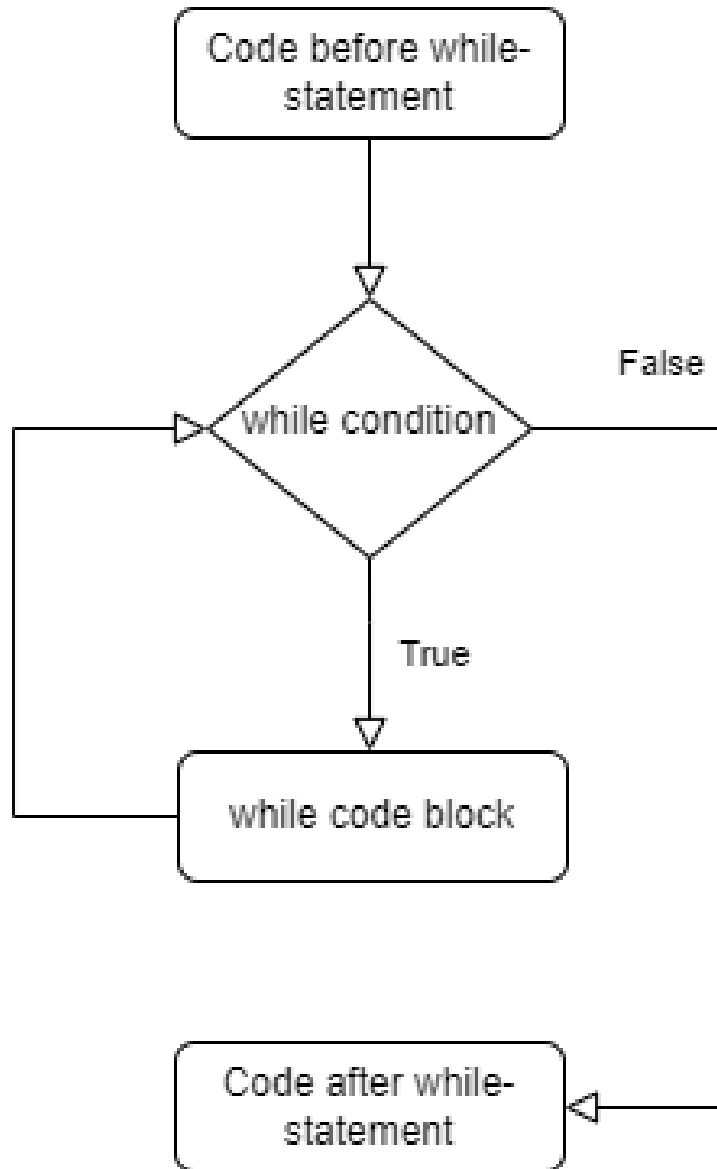 Code before while-
statement
False
while condition
True
while code block
Code after while-
statement